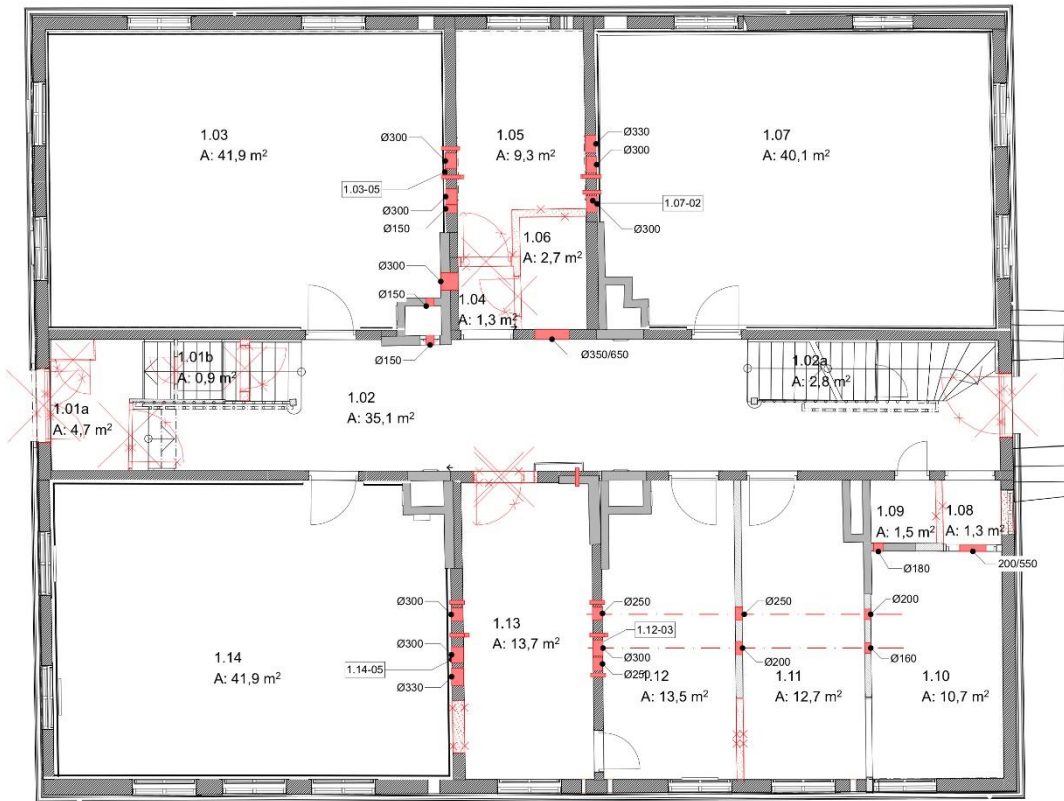 1.03
A: 41,9 m²
Ø300
1.03-05
Ø300
Ø150
Ø300
Ø150
Ø150
1.05
A: 9,3 m²
1.06
A: 2,7 m²
1.04
A: 1,3 m²
Ø330
Ø300
1.07-02
Ø300
1.07
A: 40,1 m²
Ø350/650
1.01b
A: 0,9 m²
1.01a
A: 4,7 m²
1.02
A: 35,1 m²
1.02a
A: 2,8 m²
1.14
A: 41,9 m²
Ø300
Ø300
1.14-05
Ø330
1.13
A: 13,7 m²
Ø250
1.12-03
Ø300
Ø250
1.12
A: 13,5 m²
Ø250
Ø200
1.11
A: 12,7 m²
1.09
A: 1,5 m²
1.08
A: 1,3 m²
Ø180
200/550
Ø200
Ø160
1.10
A: 10,7 m²